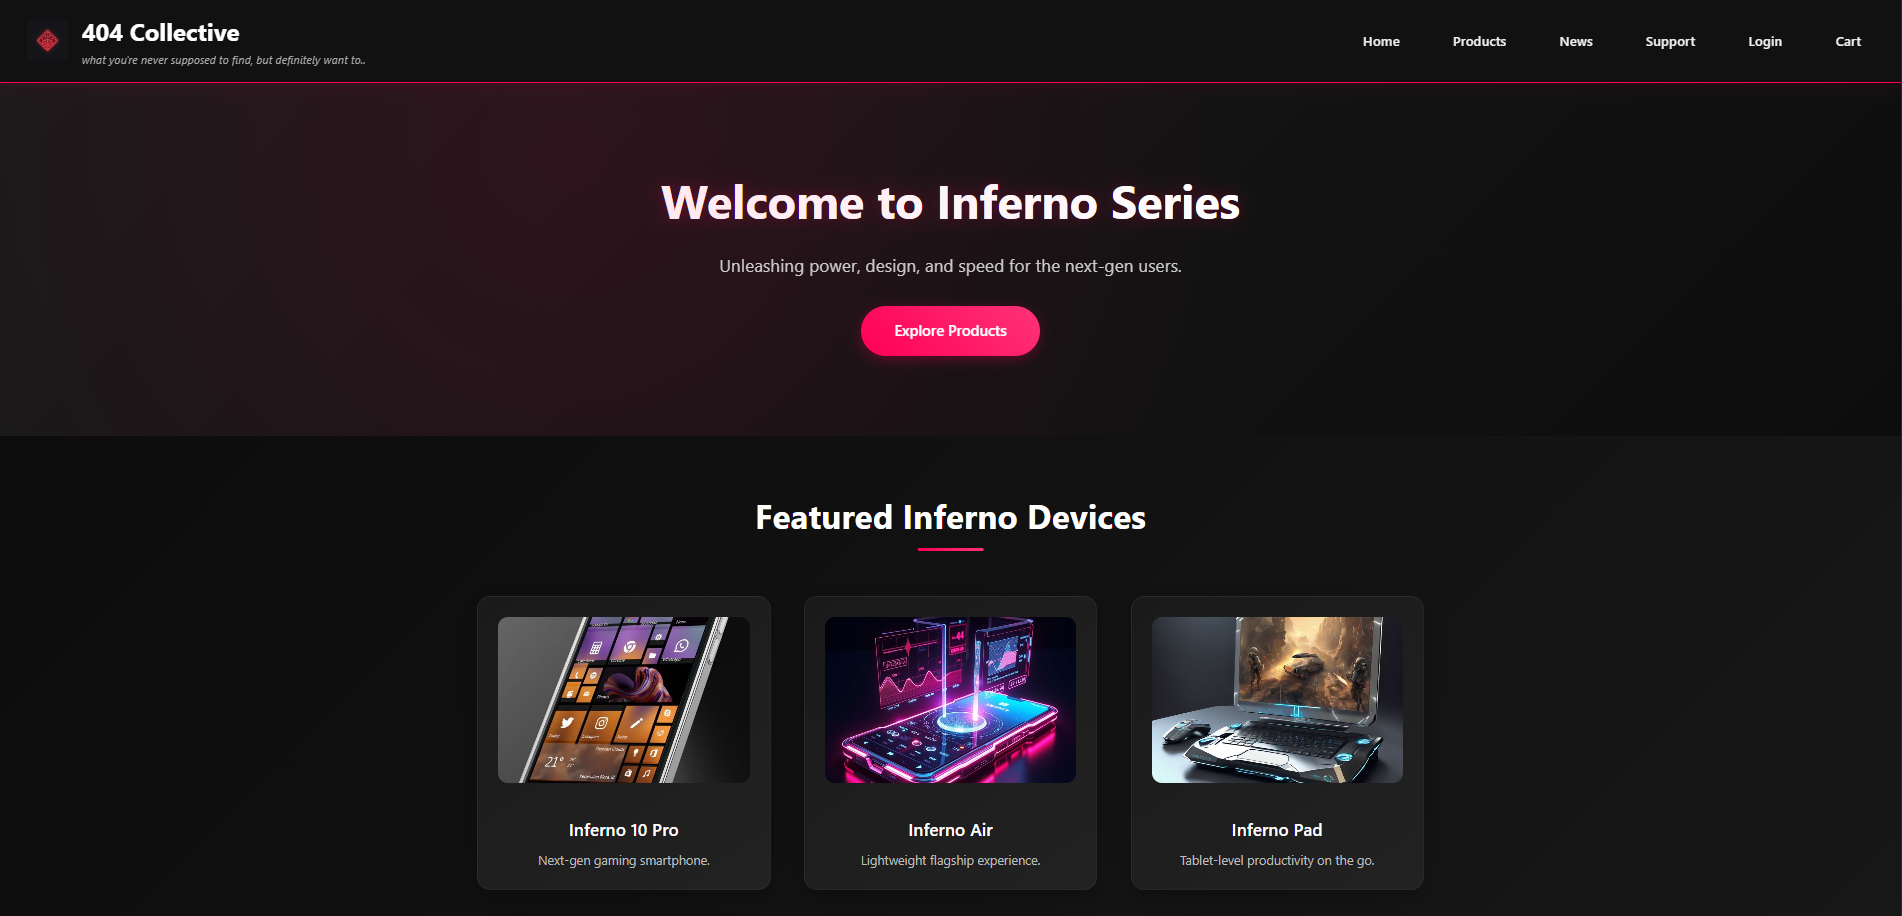 404 Collective
what you're never supposed to find, but definitely want to..
Home
Products
News
Support
Login
Cart
Welcome to Inferno Series
Unleashing power, design, and speed for the next-gen users.
Explore Products
Featured Inferno Devices
21°
Inferno 10 Pro
Next-gen gaming smartphone.
Inferno Air
Lightweight flagship experience.
Inferno Pad
Tablet-level productivity on the go.